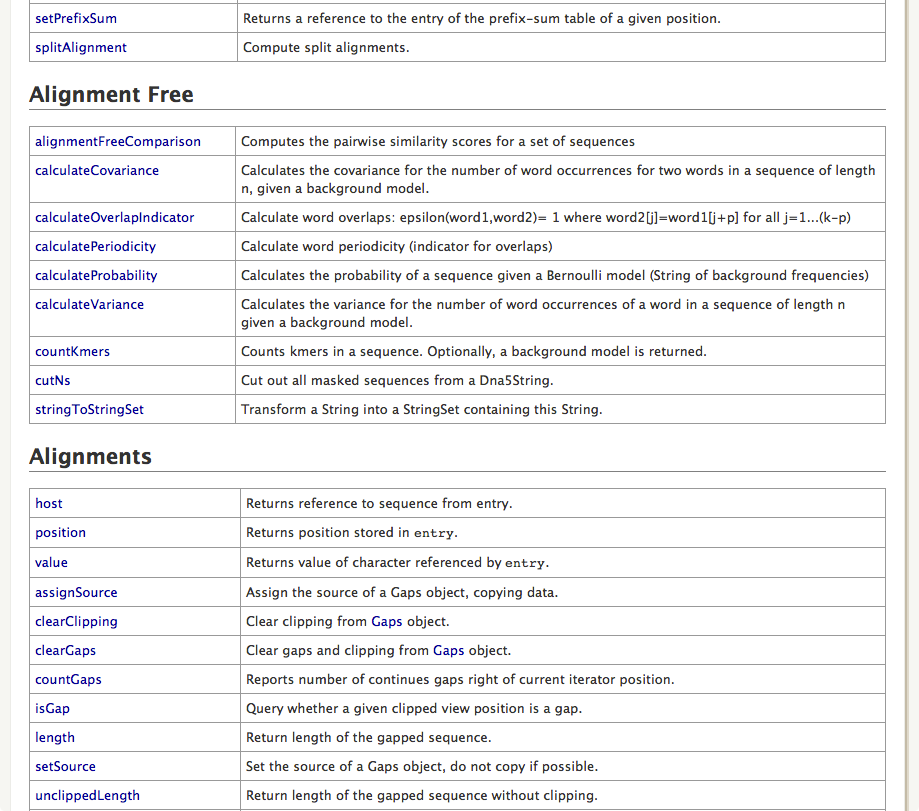 setPrefixSum Returns a reference to the entry of the prefix-sum table of a given position.
splitAlignment Compute split alignments.
Alignment Free
alignmentFreeComparison Computes the pairwise similarity scores for a set of sequences
calculateCovariance Calculates the covariance for the number of word occurrences for two words in a sequence of length
n, given a background model.
calculateOverlapIndicator Calculate word overlaps: epsilon(word1,word2)= 1 where word2[j]=word1[j+p] for all j=1...(k-p)
calculatePeriodicity Calculate word periodicity (indicator for overlaps)
calculateProbability Calculates the probability of a sequence given a Bernoulli model (String of background frequencies)
calculateVariance Calculates the variance for the number of word occurrences of a word in a sequence of length n
given a background model.
countKmers Counts kmers in a sequence. Optionally, a background model is returned.
cutNs Cut out all masked sequences from a Dna5String.
stringToStringSet Transform a String into a StringSet containing this String.
Alignments
host Returns reference to sequence from entry.
position Returns position stored in entry.
value Returns value of character referenced by entry.
assignSource Assign the source of a Gaps object, copying data.
clearClipping Clear clipping from Gaps object.
clearGaps Clear gaps and clipping from Gaps object.
countGaps Reports number of continues gaps right of current iterator position.
isGap Query whether a given clipped view position is a gap.
length Return length of the gapped sequence.
setSource Set the source of a Gaps object, do not copy if possible.
unclippedLength Return length of the gapped sequence without clipping.